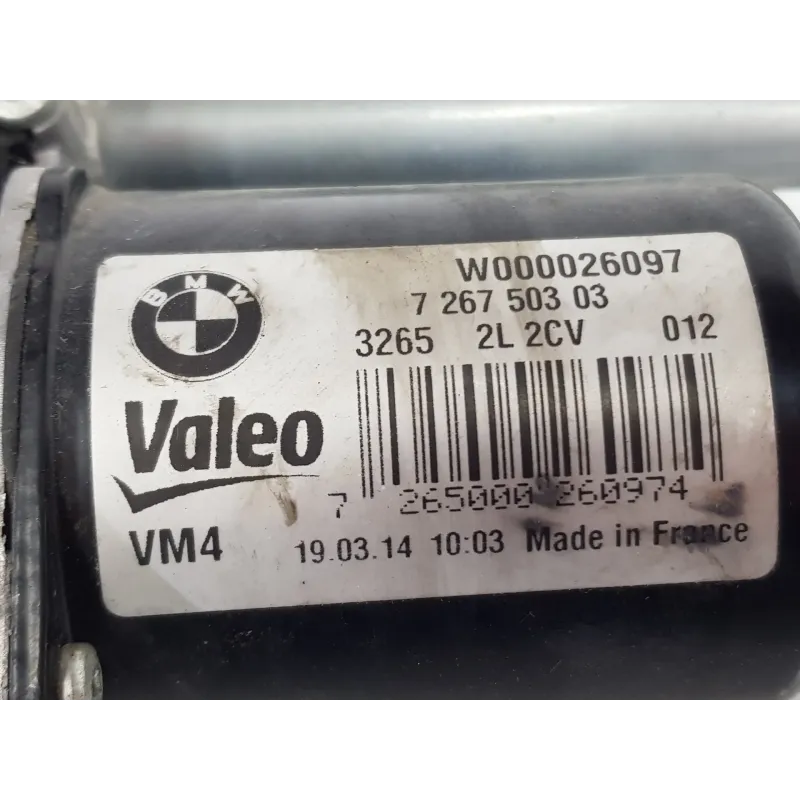 BMW
W000026097
7 267 503 03
3265 2L 2CV 012
Valeo
7 265000 260974
VM4 19.03.14 10:03 Made in France